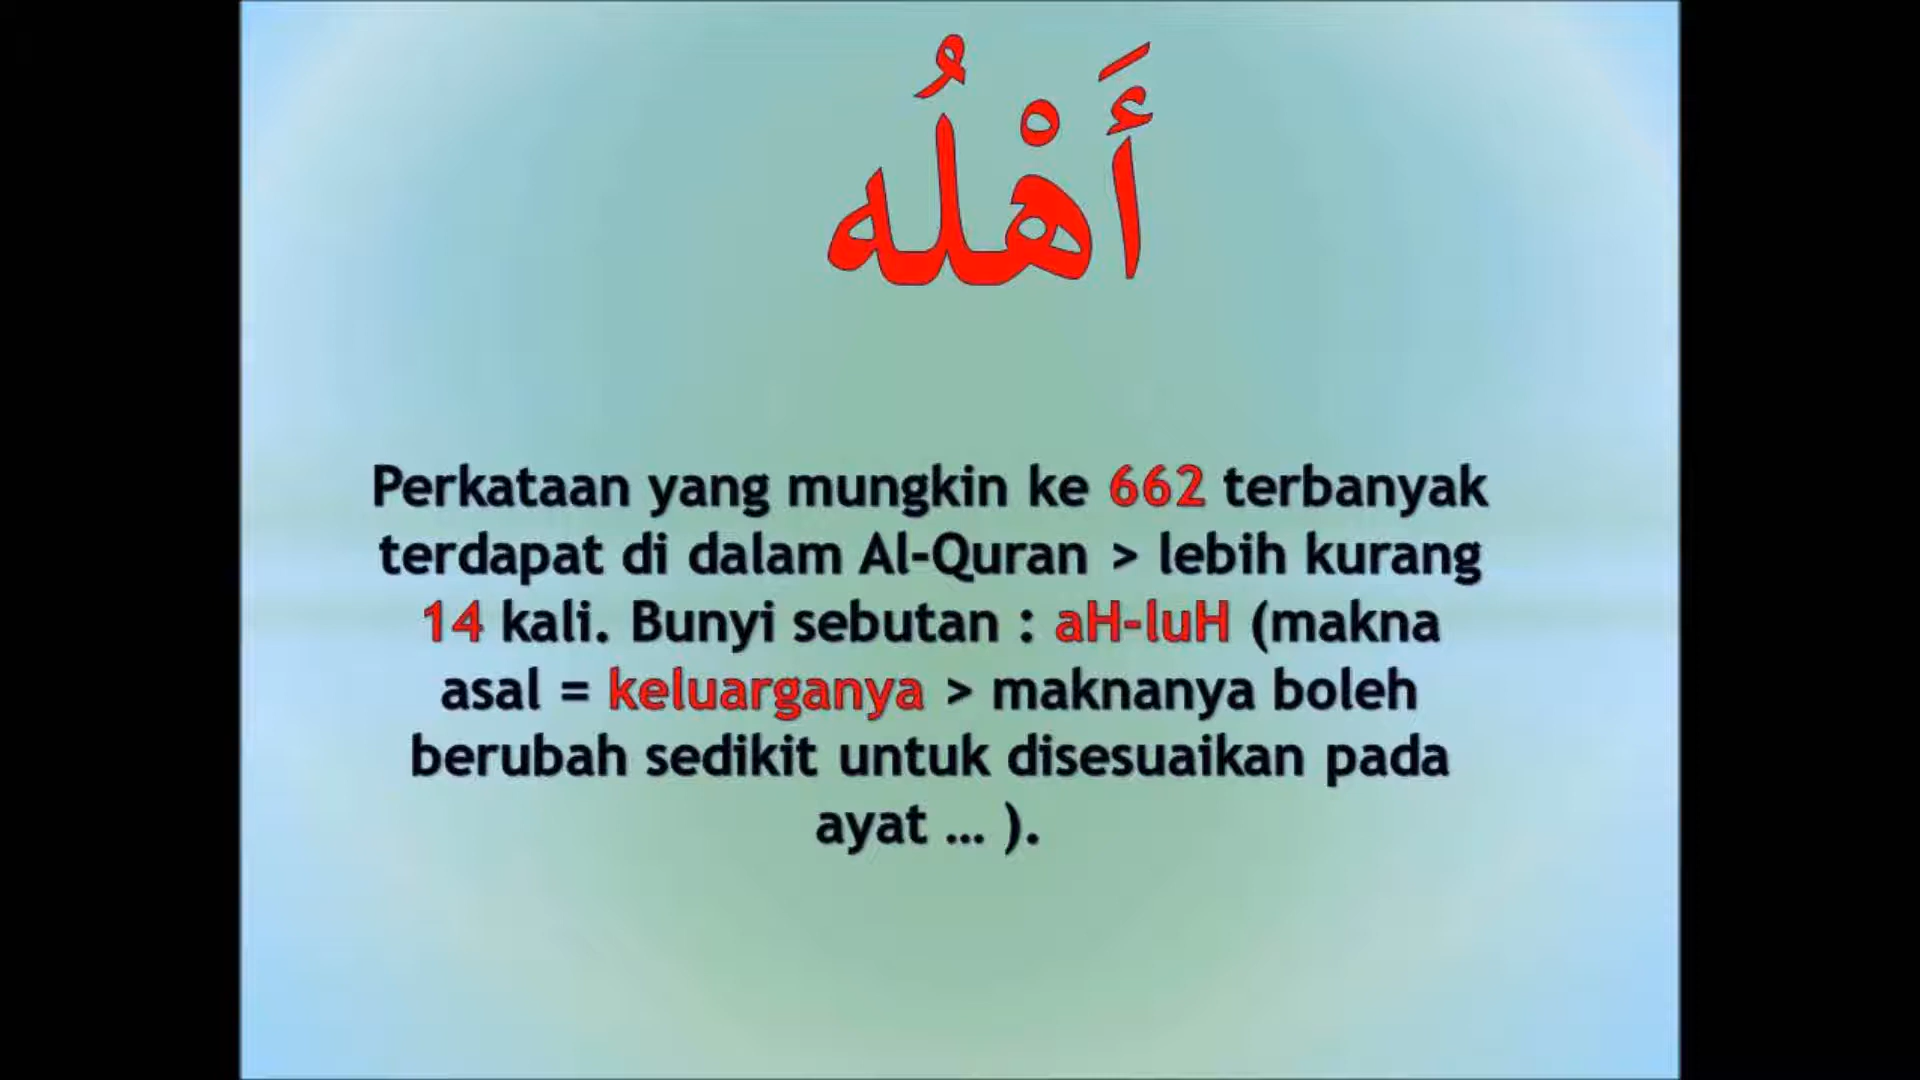 أَهْلُه
Perkataan yang mungkin ke 662 terbanyak
terdapat di dalam Al-Quran > lebih kurang
14 kali. Bunyi sebutan : aH-luH (makna
asal = keluarganya > maknanya boleh
berubah sedikit untuk disesuaikan pada
ayat ... ).